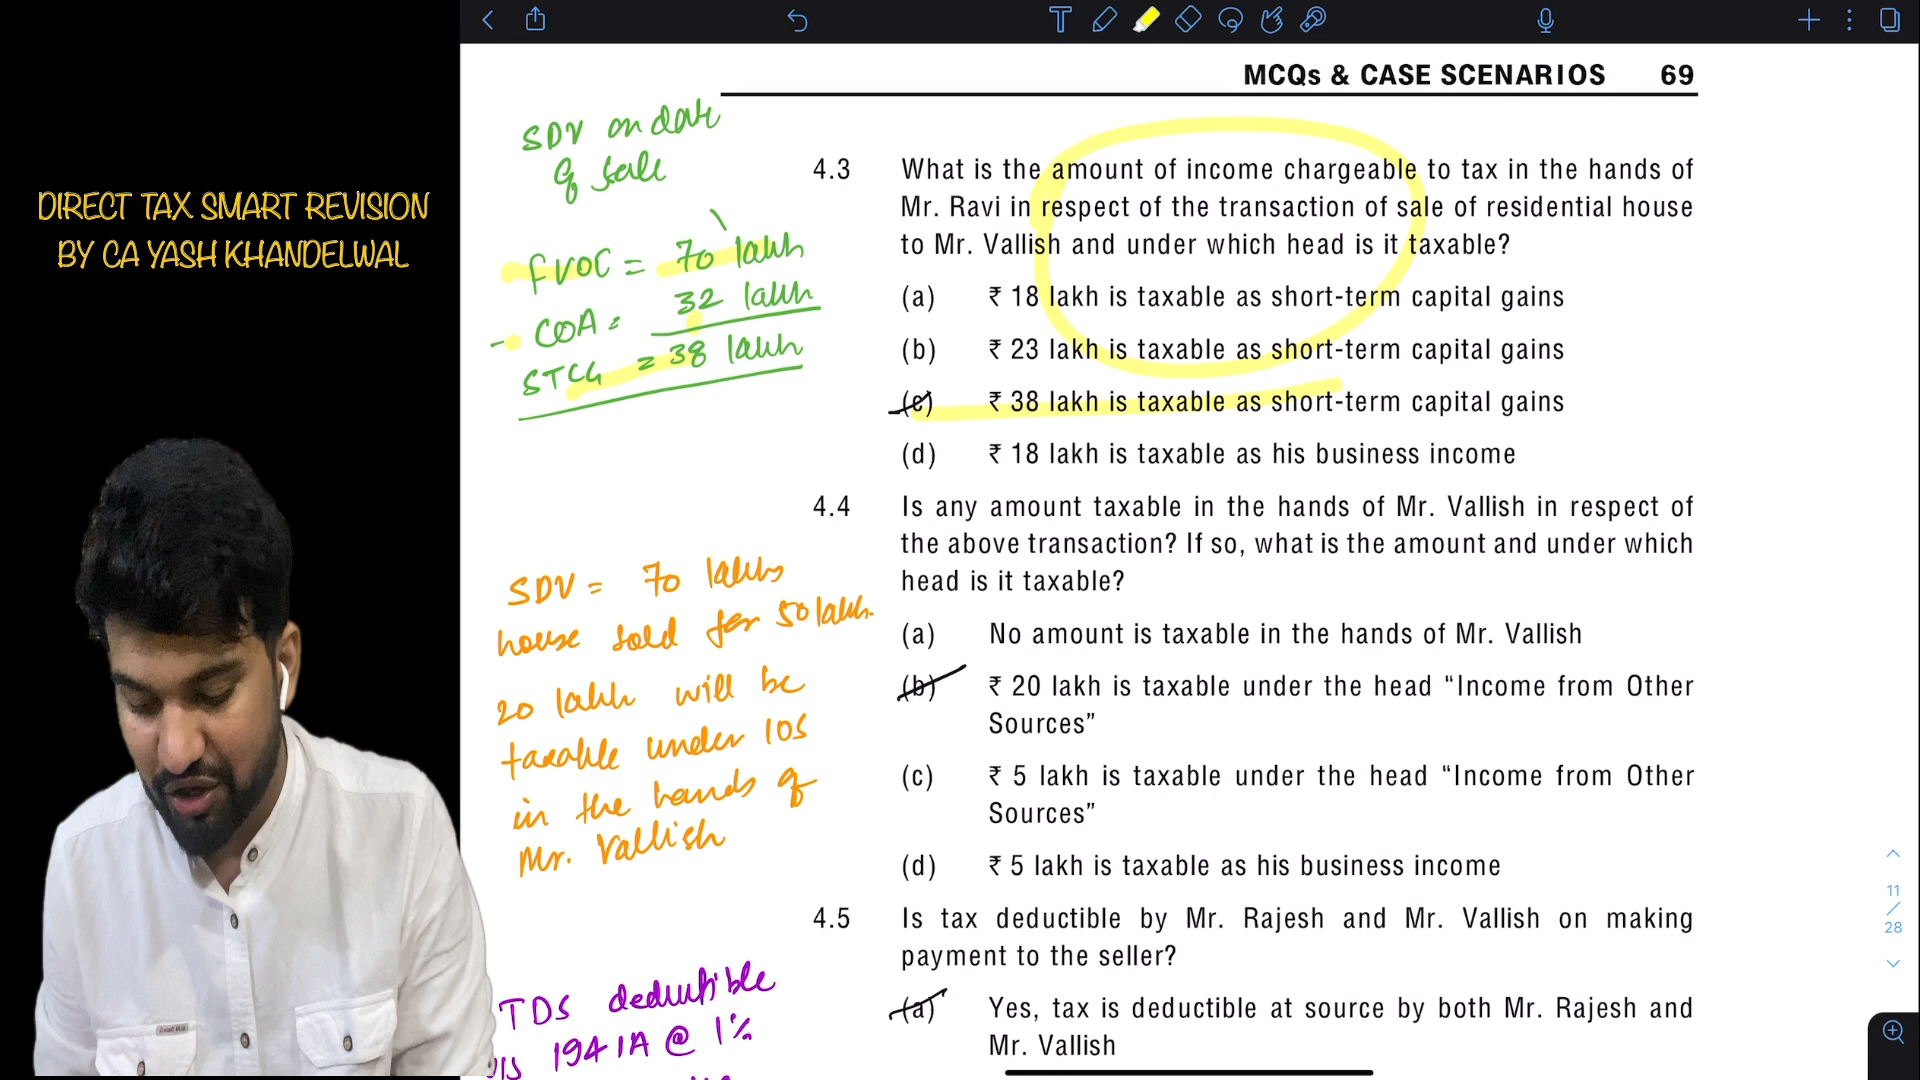 DIRECT TAX SMART REVISION
BY CA YASH KHANDELWAL
MCQs & CASE SCENARIOS 69
SDV on date
of sale
FVOC = 70 lakh
- COA = 32 lakh
STCG = 38 lakh
4.3 What is the amount of income chargeable to tax in the hands of
Mr. Ravi in respect of the transaction of sale of residential house
to Mr. Vallish and under which head is it taxable?
(a) ₹ 18 lakh is taxable as short-term capital gains
(b) ₹ 23 lakh is taxable as short-term capital gains
(c) ₹ 38 lakh is taxable as short-term capital gains
(d) ₹ 18 lakh is taxable as his business income
SDV = 70 lakhs
house sold for 50 lakh.
20 lakh will be
taxable under IOS
in the hands of
Mr. Vallish
4.4 Is any amount taxable in the hands of Mr. Vallish in respect of
the above transaction? If so, what is the amount and under which
head is it taxable?
(a) No amount is taxable in the hands of Mr. Vallish
(b) ₹ 20 lakh is taxable under the head “Income from Other
Sources”
(c) ₹ 5 lakh is taxable under the head “Income from Other
Sources”
(d) ₹ 5 lakh is taxable as his business income
TDS deductible
u/s 194IA @ 1%
4.5 Is tax deductible by Mr. Rajesh and Mr. Vallish on making
payment to the seller?
(a) Yes, tax is deductible at source by both Mr. Rajesh and
Mr. Vallish
11
/
28